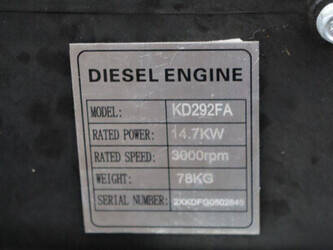 DIESEL ENGINE
MODEL: KD292FA
RATED POWER: 14.7KW
RATED SPEED: 3000rpm
WEIGHT: 78KG
SERIAL NUMBER: